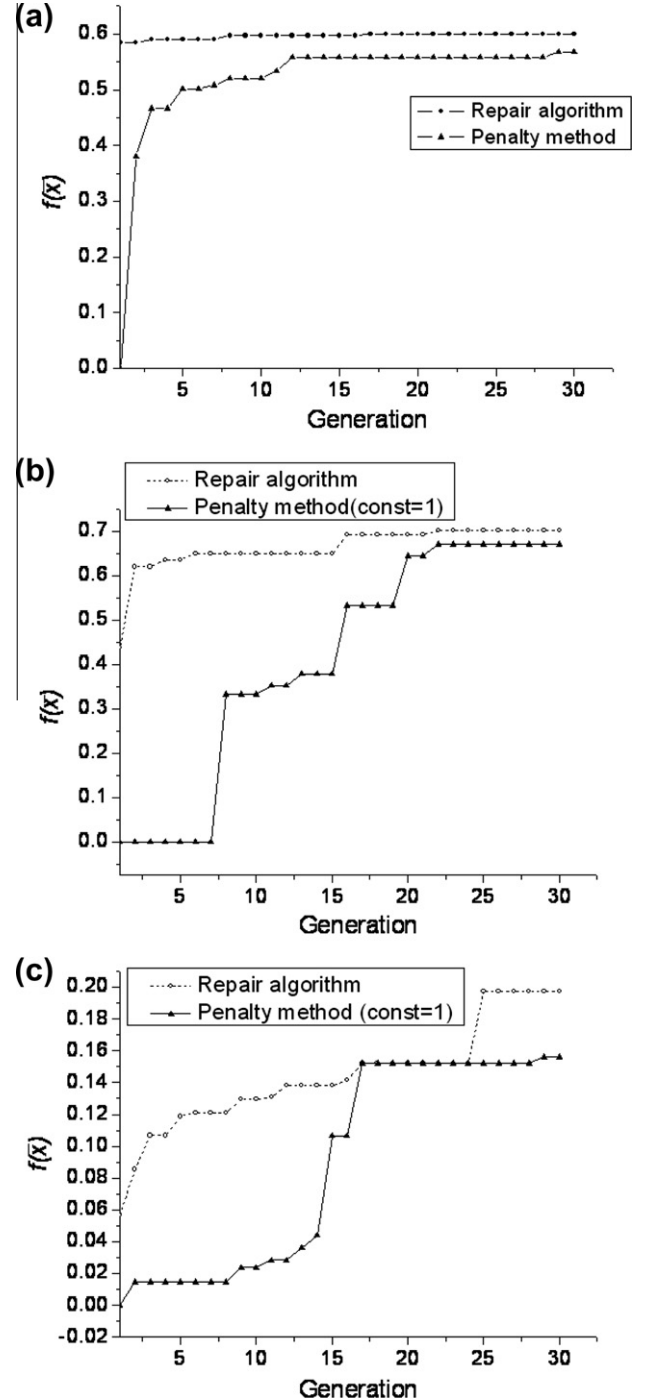 (a)
0.6
0.5
0.4
0.3
0.2
0.1
0.0
f(x̄)
Repair algorithm
Penalty method
5 10 15 20 25 30
Generation
(b)
Repair algorithm
Penalty method(const=1)
0.7
0.6
0.5
0.4
0.3
0.2
0.1
0.0
f(x̄)
5 10 15 20 25 30
Generation
(c)
Repair algorithm
Penalty method (const=1)
0.20
0.18
0.16
0.14
0.12
0.10
0.08
0.06
0.04
0.02
0.00
-0.02
f(x̄)
5 10 15 20 25 30
Generation